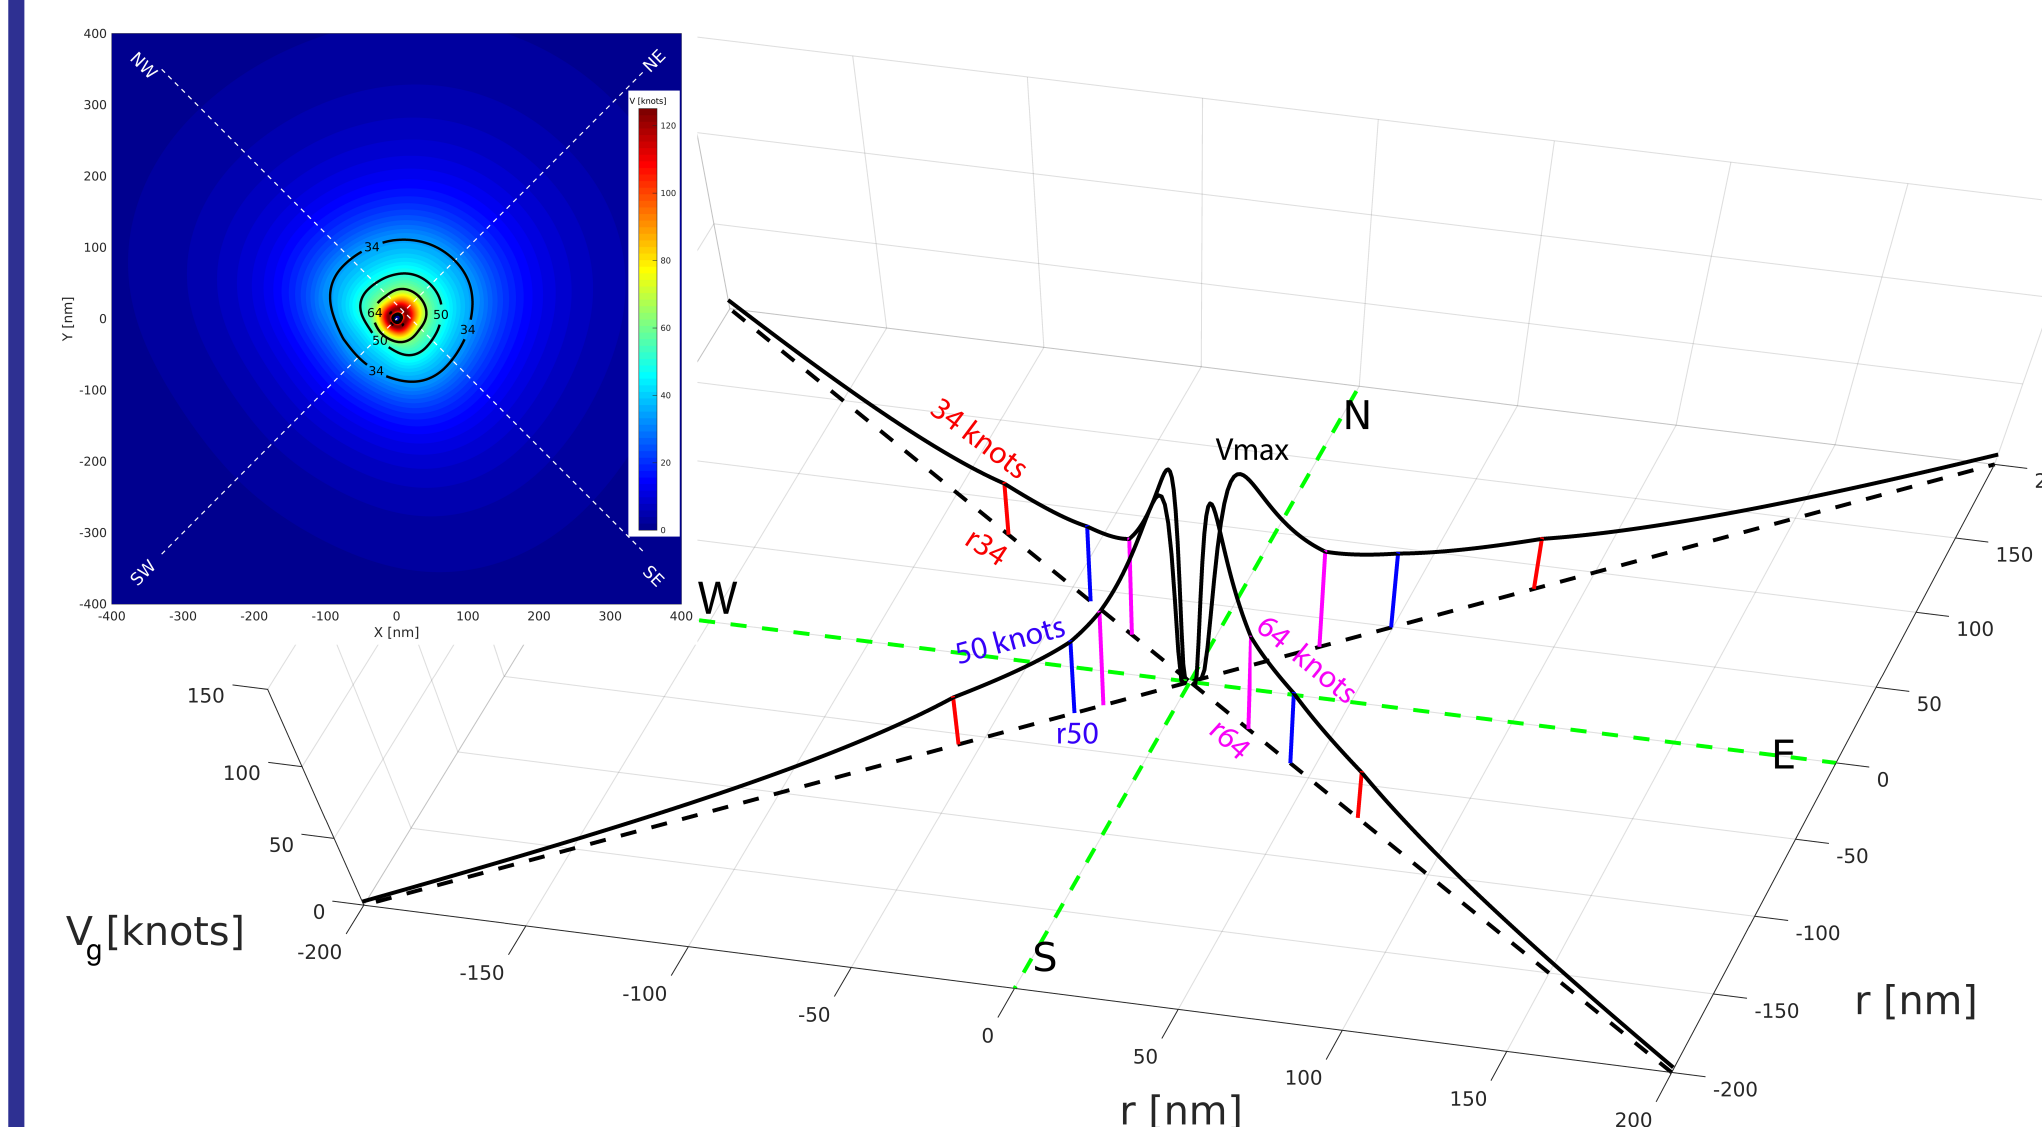 400
300
200
100
0
-100
-200
-300
-400
Y [nm]
-400 -300 -200 -100 0 100 200 300 400
X [nm]
NW
NE
SW
SE
34
64
50
50
34
34
V [knots]
120
100
80
60
40
20
0
34 knots
r34
50 knots
r50
64 knots
r64
Vmax
N
W
E
S
150
100
50
0
Vg [knots]
-200 -150 -100 -50 0 50 100 150 200
r [nm]
150
100
50
0
-50
-100
-150
-200
r [nm]